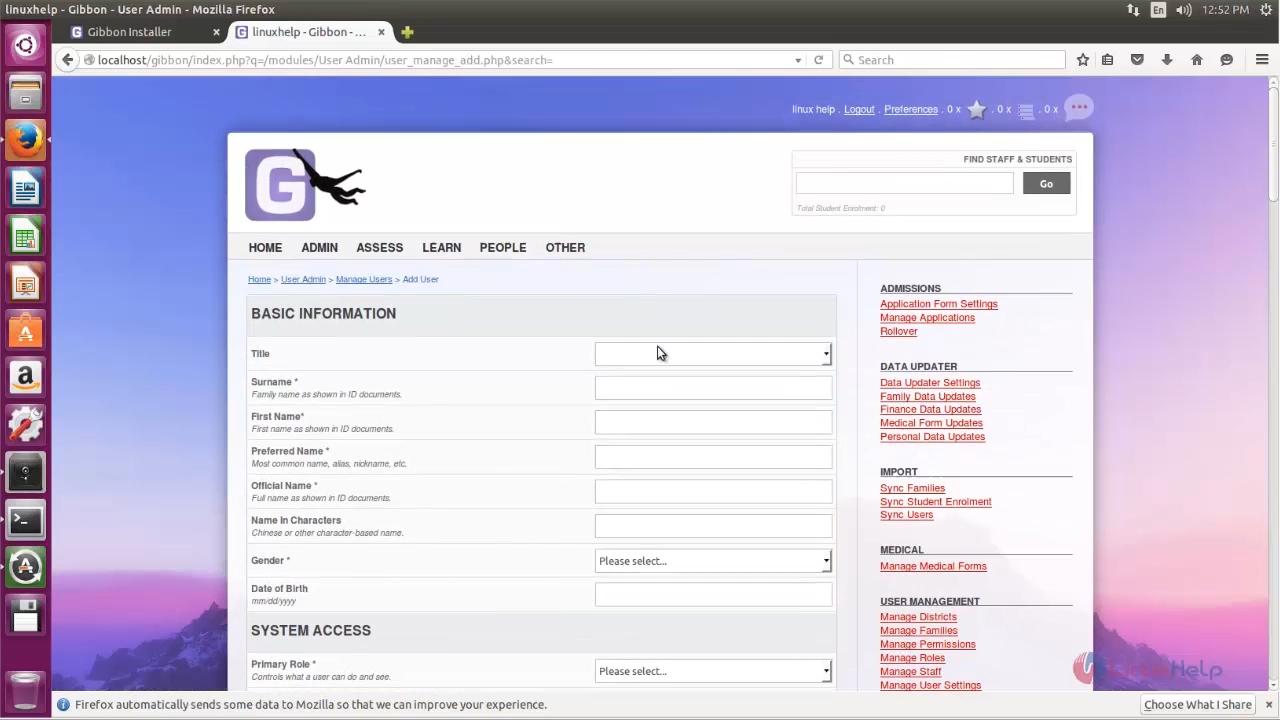 linuxhelp - Gibbon - User Admin - Mozilla Firefox
En 12:52 PM
Gibbon Installer ×
linuxhelp - Gibbon - ... ×
localhost/gibbon/index.php?q=/modules/User Admin/user_manage_add.php&search=
Search
linux help . Logout . Preferences . 0 x . 0 x . 0 x
G
FIND STAFF & STUDENTS
Go
Total Student Enrolment: 0
HOME ADMIN ASSESS LEARN PEOPLE OTHER
Home > User Admin > Manage Users > Add User
BASIC INFORMATION
Title
Surname *
Family name as shown in ID documents.
First Name*
First name as shown in ID documents.
Preferred Name *
Most common name, alias, nickname, etc.
Official Name *
Full name as shown in ID documents.
Name In Characters
Chinese or other character-based name.
Gender * Please select...
Date of Birth
mm/dd/yyyy
SYSTEM ACCESS
Primary Role * Please select...
Controls what a user can do and see.
ADMISSIONS
Application Form Settings
Manage Applications
Rollover
DATA UPDATER
Data Updater Settings
Family Data Updates
Finance Data Updates
Medical Form Updates
Personal Data Updates
IMPORT
Sync Families
Sync Student Enrolment
Sync Users
MEDICAL
Manage Medical Forms
USER MANAGEMENT
Manage Districts
Manage Families
Manage Permissions
Manage Roles
Manage Staff
Manage User Settings
Firefox automatically sends some data to Mozilla so that we can improve your experience.
Choose What I Share ×